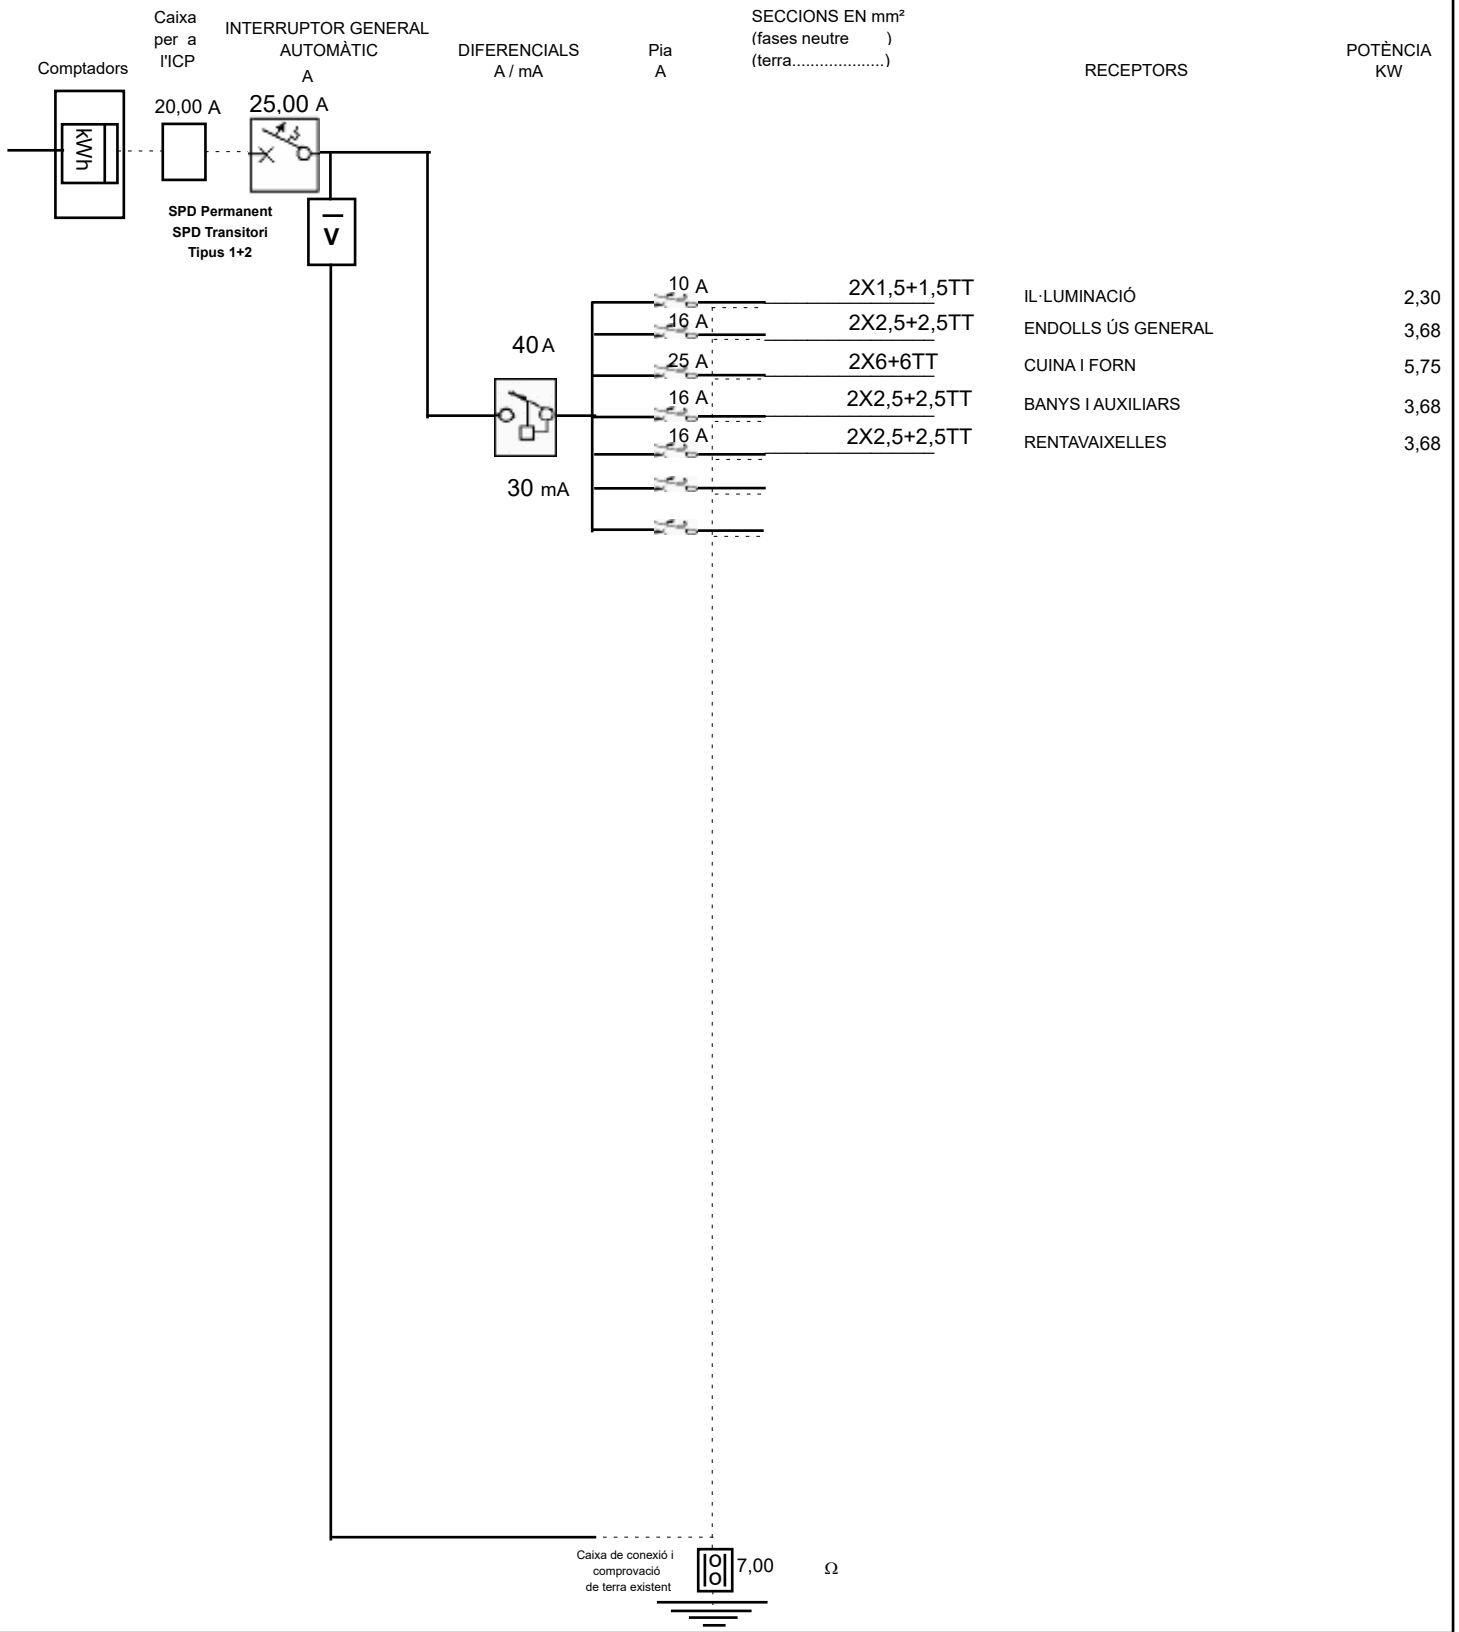 Caixa
per a
l'ICP
INTERRUPTOR GENERAL
AUTOMÀTIC
A
Comptadors
DIFERENCIALS
A / mA
Pia
A
SECCIONS EN mm²
(fases neutre )
(terra....................)
RECEPTORS
POTÈNCIA
KW
20,00 A
25,00 A
kWh
SPD Permanent
SPD Transitori
Tipus 1+2
V
40 A
30 mA
10 A 2X1,5+1,5TT IL·LUMINACIÓ 2,30
16 A 2X2,5+2,5TT ENDOLLS ÚS GENERAL 3,68
25 A 2X6+6TT CUINA I FORN 5,75
16 A 2X2,5+2,5TT BANYS I AUXILIARS 3,68
16 A 2X2,5+2,5TT RENTAVAIXELLES 3,68
Caixa de conexió i
comprovació
de terra existent
7,00 Ω